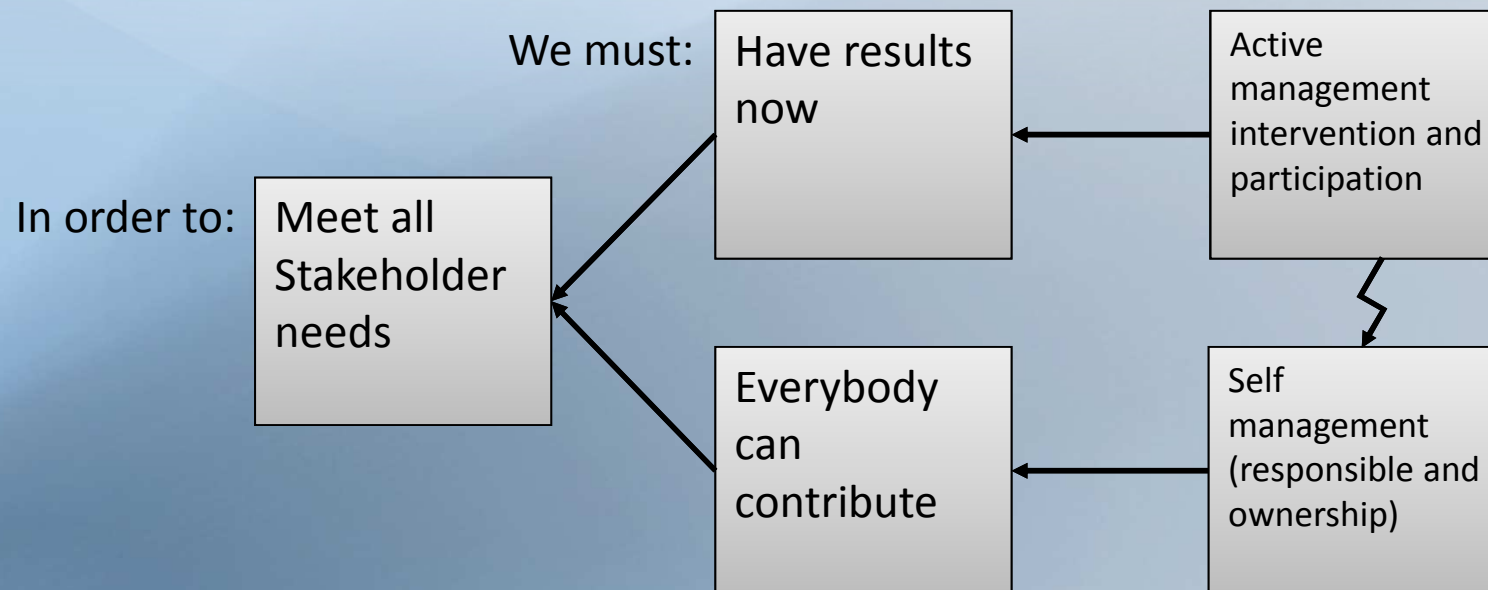 We must:
Have results
now
Active
management
intervention and
participation
In order to:
Meet all
Stakeholder
needs
Everybody
can
contribute
Self
management
(responsible and
ownership)